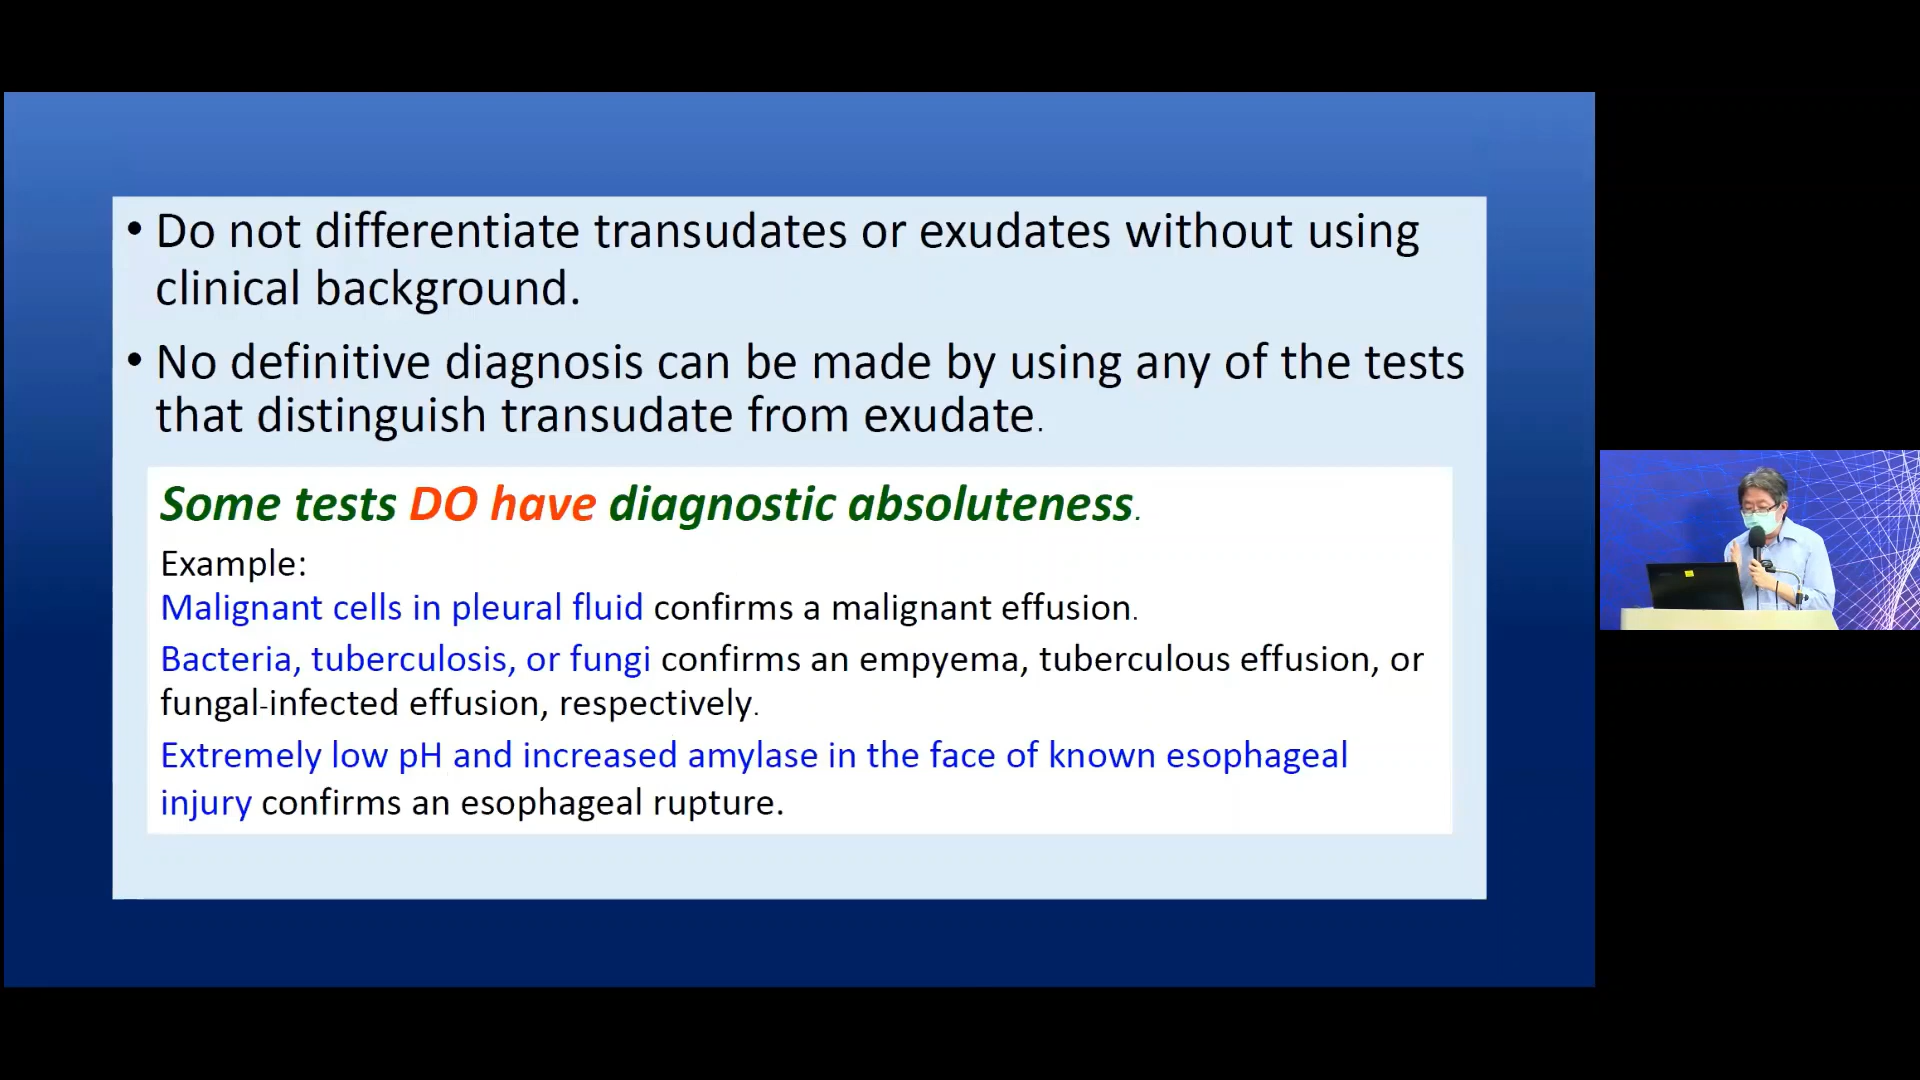 • Do not differentiate transudates or exudates without using
clinical background.
• No definitive diagnosis can be made by using any of the tests
that distinguish transudate from exudate.
Some tests DO have diagnostic absoluteness.
Example:
Malignant cells in pleural fluid confirms a malignant effusion.
Bacteria, tuberculosis, or fungi confirms an empyema, tuberculous effusion, or
fungal-infected effusion, respectively.
Extremely low pH and increased amylase in the face of known esophageal
injury confirms an esophageal rupture.